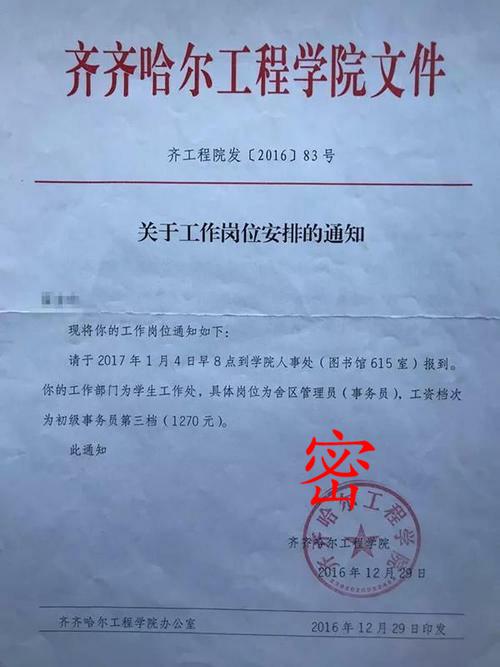 齐齐哈尔工程学院文件
齐工程院发〔2016〕83号
关于工作岗位安排的通知
现将你的工作岗位通知如下:
请于2017年1月4日早8点到学院人事处(图书馆615室)报到。
你的工作部门为学生工作处,具体岗位为舍区管理员(事务员),工资档次
为初级事务员第三档(1270元)。
此通知
密
齐齐哈尔工程学院
齐齐哈尔工程学院
2016年12月29日
齐齐哈尔工程学院办公室
2016年12月29日印发